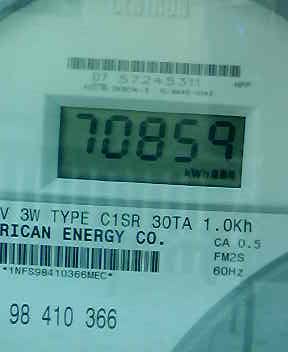 07 57245311
70859
kWh
V 3W TYPE C1SR 30TA 1.0Kh
RICAN ENERGY CO.
CA 0.5
FM2S
60Hz
*1NFS98410366MEC*
98 410 366